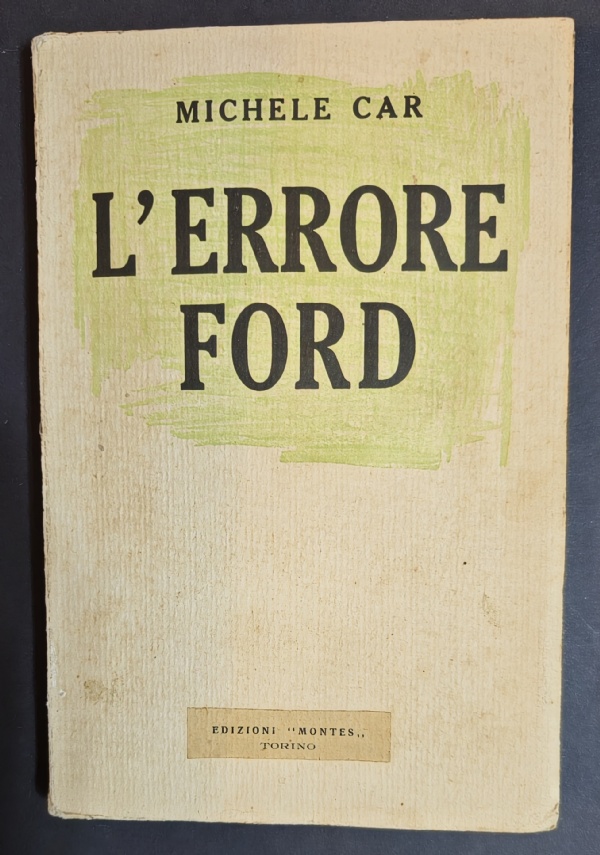 MICHELE CAR
L'ERRORE
FORD
EDIZIONI "MONTES„
TORINO